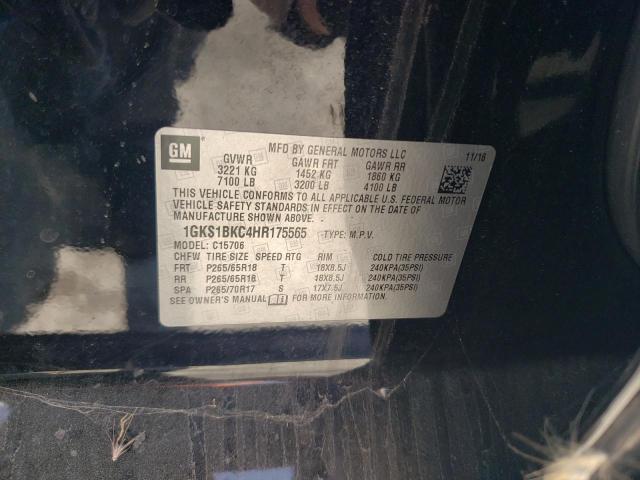 GM
MFD BY GENERAL MOTORS LLC
11/16
GVWR GAWR FRT GAWR RR
3221 KG 1452 KG 1860 KG
7100 LB 3200 LB 4100 LB
THIS VEHICLE CONFORMS TO ALL APPLICABLE U.S. FEDERAL MOTOR
VEHICLE SAFETY STANDARDS IN EFFECT ON THE DATE OF
MANUFACTURE SHOWN ABOVE.
1GKS1BKC4HR175565 TYPE: M.P.V.
MODEL: C15706
CHFW TIRE SIZE SPEED RTG RIM COLD TIRE PRESSURE
FRT P265/65R18 T 18X8.5J 240KPA(35PSI)
RR P265/65R18 T 18X8.5J 240KPA(35PSI)
SPA P265/70R17 S 17X7.5J 240KPA(35PSI)
SEE OWNER'S MANUAL FOR MORE INFORMATION.